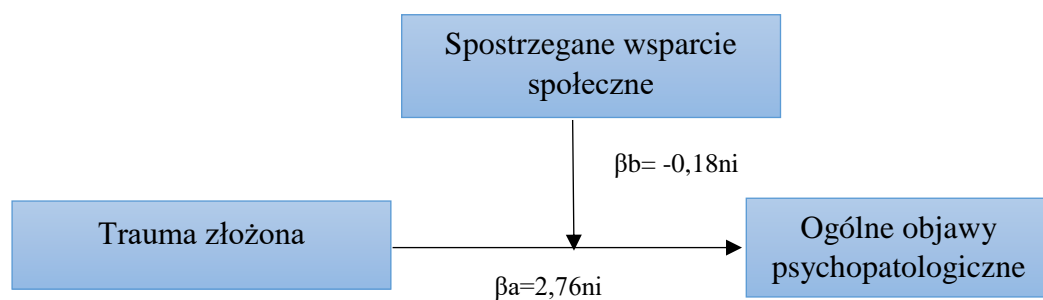 Spostrzegane wsparcie
społeczne
βb= -0,18ni
Trauma złożona
Ogólne objawy
psychopatologiczne
βa=2,76ni